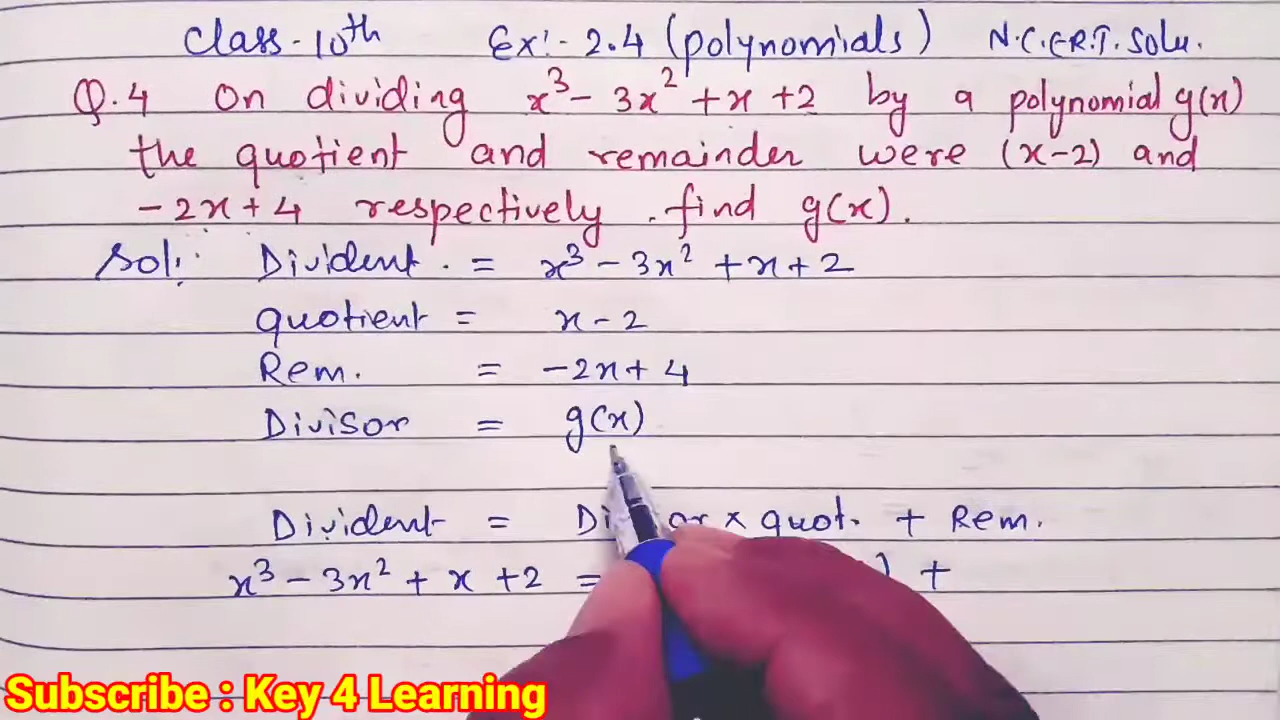 Class-10th Ex:- 2.4 (polynomials) N.C.E.R.T. Solu.
Q.4 On dividing x³ - 3x² + x + 2 by a polynomial g(x)
the quotient and remainder were (x-2) and
-2x+4 respectively . find g(x).
Sol:. Divident . = x³ - 3x² + x + 2
quotient = x - 2
Rem. = -2x + 4
Divisor = g(x)
Divident = × quot. + Rem.
x³ - 3x² + x + 2 = ) +
Subscribe : Key 4 Learning